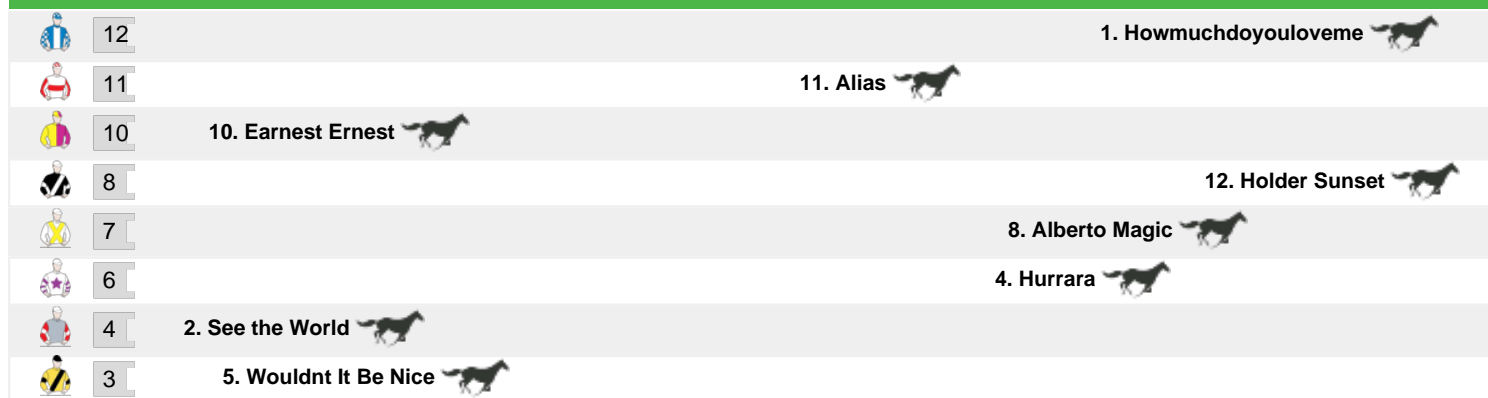 12 1. Howmuchdoyouloveme
11 11. Alias
10 10. Earnest Ernest
8 12. Holder Sunset
7 8. Alberto Magic
6 4. Hurrara
4 2. See the World
3 5. Wouldnt It Be Nice